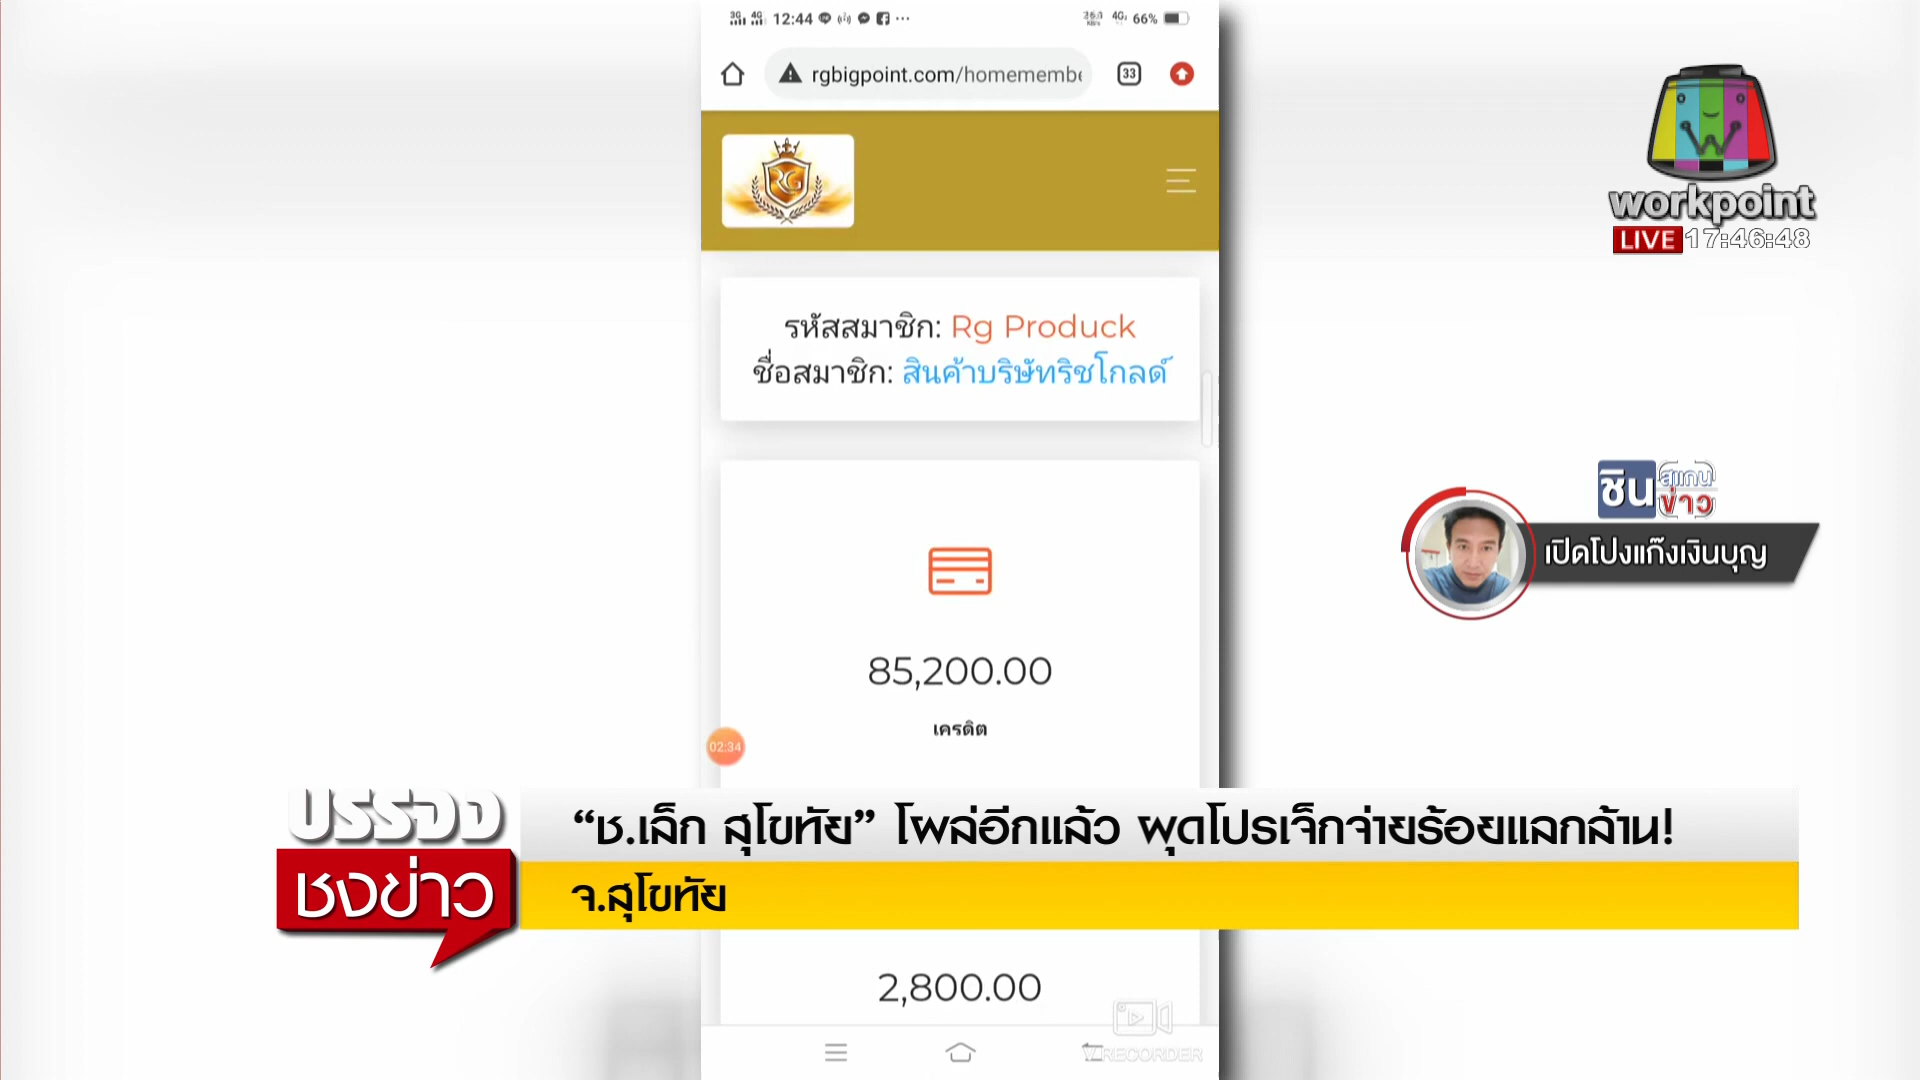 3G 4G 12:44
4G 66%
rgbigpoint.com/homemembe
33
RG
workpoint
LIVE 17:46:48
รหัสสมาชิก: Rg Produck
ชื่อสมาชิก: สินค้าบริษัทริชโกลด์
ชินสแกนข่าว
เปิดโปงแก๊งเงินบุญ
85,200.00
เครดิต
02:34
บรรจงชงข่าว
“ช.เล็ก สุโขทัย” โผล่อีกแล้ว ผุดโปรเจ็กจ่ายร้อยแลกล้าน!
จ.สุโขทัย
2,800.00
V RECORDER